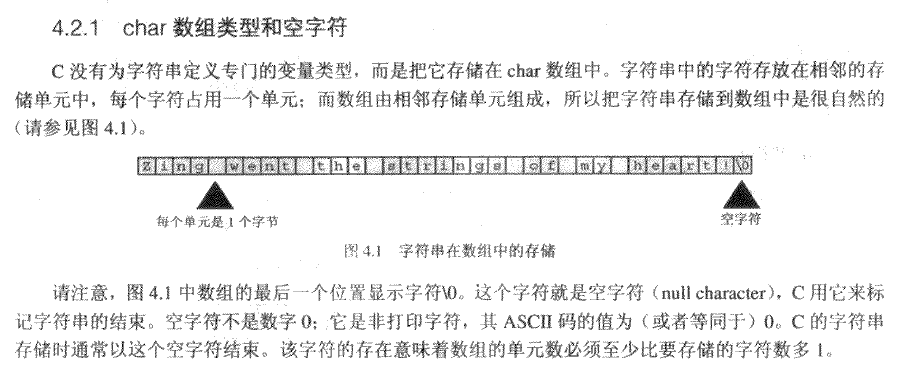 4.2.1 char 数组类型和空字符
C 没有为字符串定义专门的变量类型，而是把它存储在 char 数组中。字符串中的字符存放在相邻的存
储单元中，每个字符占用一个单元；而数组由相邻存储单元组成，所以把字符串存储到数组中是很自然的
（请参见图 4.1）。
Zing went the strings of my heart!\0
每个单元是 1 个字节
空字符
图 4.1 字符串在数组中的存储
请注意，图 4.1 中数组的最后一个位置显示字符\0。这个字符就是空字符（null character），C 用它来标
记字符串的结束。空字符不是数字 0；它是非打印字符，其 ASCII 码的值为（或者等同于）0。C 的字符串
存储时通常以这个空字符结束。该字符的存在意味着数组的单元数必须至少比要存储的字符数多 1。